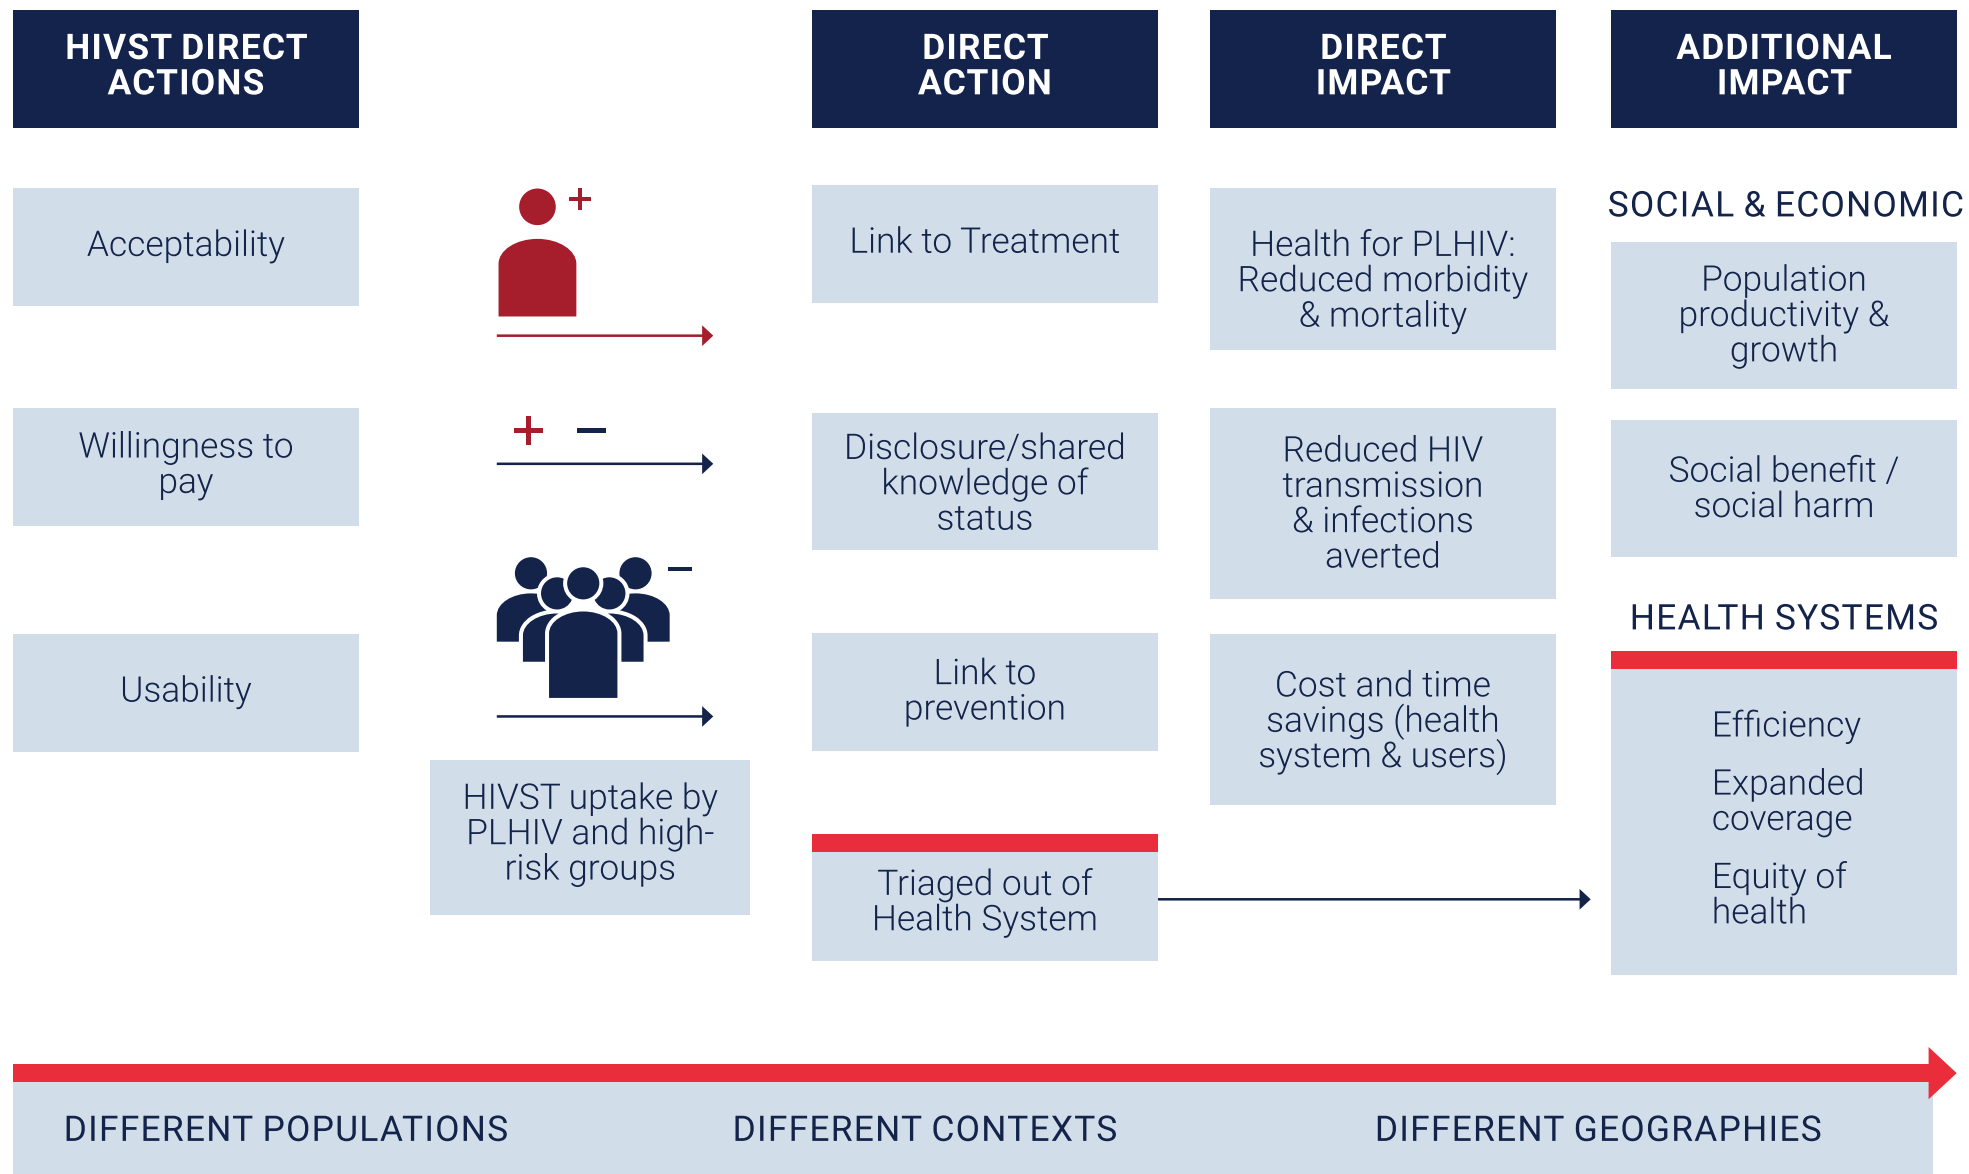 HIVST DIRECT
ACTIONS
DIRECT
ACTION
DIRECT
IMPACT
ADDITIONAL
IMPACT
Acceptability
Willingness to
pay
Usability
+
+ –
–
HIVST uptake by
PLHIV and high-
risk groups
Link to Treatment
Disclosure/shared
knowledge of
status
Link to
prevention
Triaged out of
Health System
Health for PLHIV:
Reduced morbidity
& mortality
Reduced HIV
transmission
& infections
averted
Cost and time
savings (health
system & users)
SOCIAL & ECONOMIC
Population
productivity &
growth
Social benefit /
social harm
HEALTH SYSTEMS
Efficiency
Expanded
coverage
Equity of
health
DIFFERENT POPULATIONS
DIFFERENT CONTEXTS
DIFFERENT GEOGRAPHIES